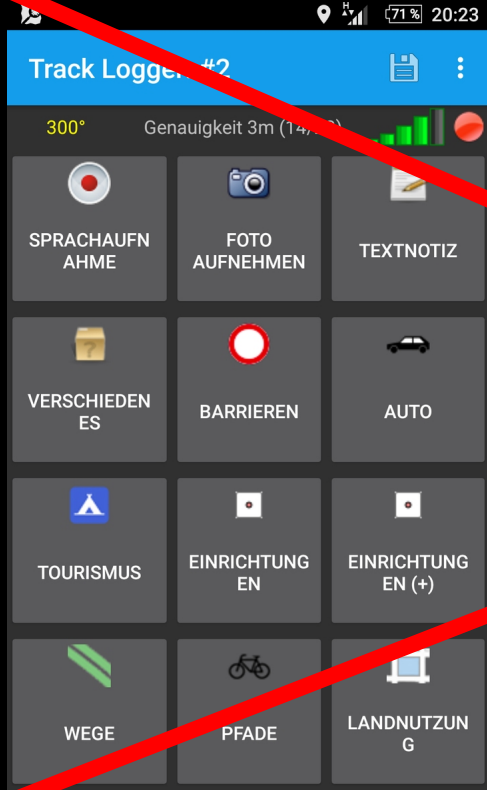 71 % 20:23
Track Logger #2
300° Genauigkeit 3m
SPRACHAUFN
AHME
FOTO
AUFNEHMEN
TEXTNOTIZ
VERSCHIEDEN
ES
BARRIEREN
AUTO
TOURISMUS
EINRICHTUNG
EN
EINRICHTUNG
EN (+)
WEGE
PFADE
LANDNUTZUN
G